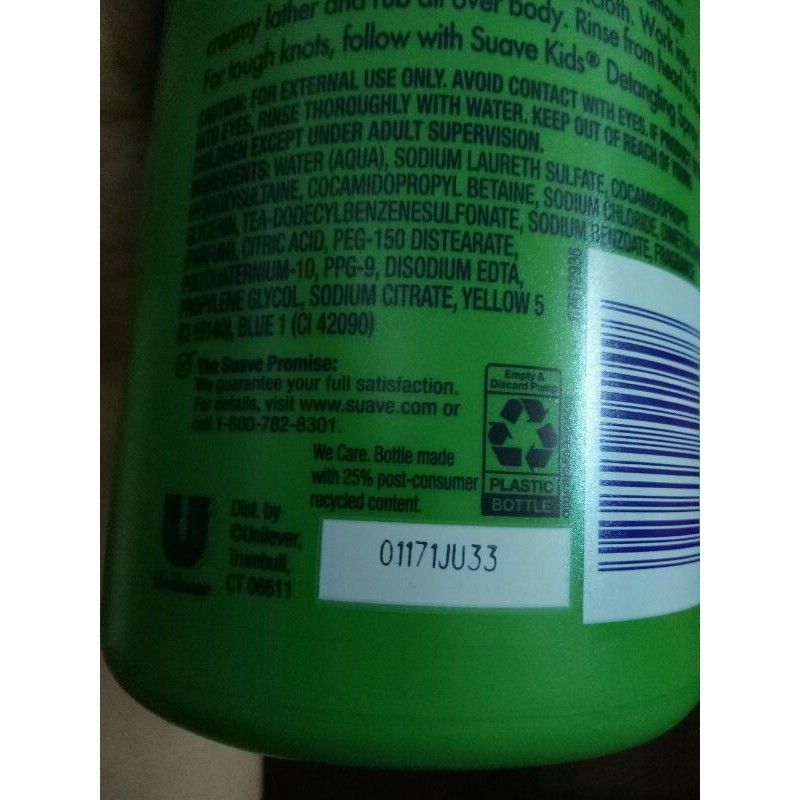 creamy lather and rub all over body. Rinse from head to
For tough knots, follow with Suave Kids® Detangling
CAUTION: FOR EXTERNAL USE ONLY. AVOID CONTACT WITH EYES. IF PRODUCT
INTO EYES, RINSE THOROUGHLY WITH WATER. KEEP OUT OF REACH OF
CHILDREN EXCEPT UNDER ADULT SUPERVISION.
INGREDIENTS: WATER (AQUA), SODIUM LAURETH SULFATE, COCAMIDOPROPYL
HYDROXYSULTAINE, COCAMIDOPROPYL BETAINE, SODIUM CHLORIDE,
GLYCERIN, TEA-DODECYLBENZENESULFONATE, SODIUM BENZOATE, FRAGRANCE
(PARFUM), CITRIC ACID, PEG-150 DISTEARATE,
POLYQUATERNIUM-10, PPG-9, DISODIUM EDTA,
PROPYLENE GLYCOL, SODIUM CITRATE, YELLOW 5
(CI 19140), BLUE 1 (CI 42090)
The Suave Promise:
We guarantee your full satisfaction.
For details, visit www.suave.com or
call 1-800-782-8301.
Empty &
Discard Pump
We Care. Bottle made
with 25% post-consumer
recycled content.
PLASTIC
BOTTLE
Unilever
Dist. by
©Unilever,
Trumbull,
CT 06611
01171JU33